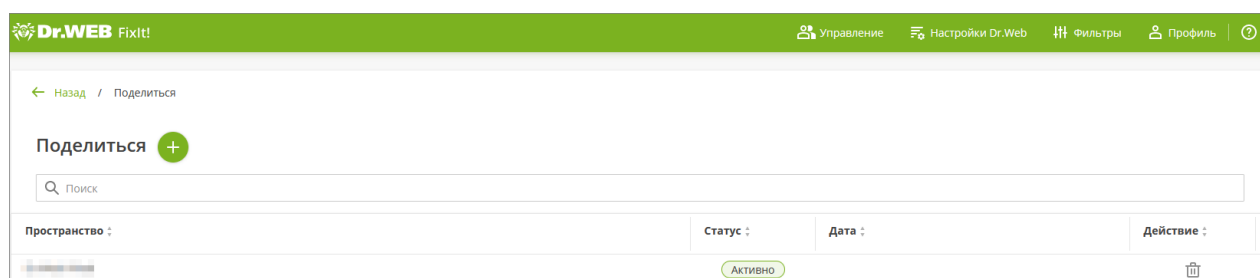 Dr.WEB FixIt! Управление Настройки Dr.Web Фильтры Профиль
← Назад / Поделиться
Поделиться
Поиск
Пространство Статус Дата Действие
Активно